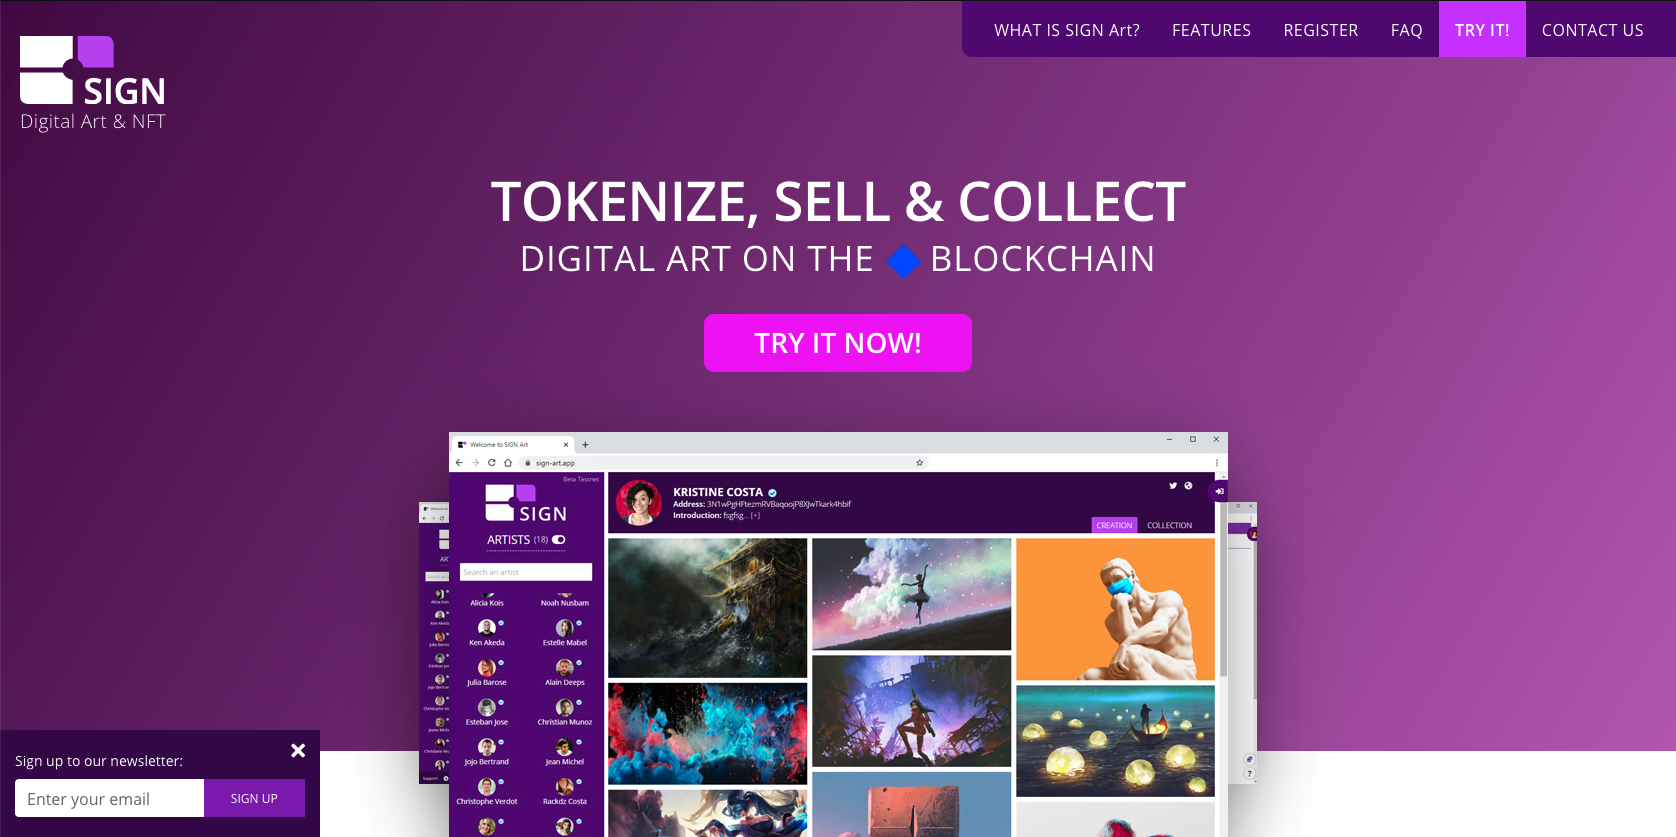 WHAT IS SIGN Art?
FEATURES
REGISTER
FAQ
TRY IT!
CONTACT US
SIGN
Digital Art & NFT
TOKENIZE, SELL & COLLECT
DIGITAL ART ON THE BLOCKCHAIN
TRY IT NOW!
Welcome to SIGN Art
sign-art.app
Beta Testnet
SIGN
ARTISTS (18)
Search an artist
Alicia Kois
Noah Nusbam
Ken Akeda
Estelle Mabel
Julia Barose
Alain Deeps
Esteban Jose
Christian Munoz
Jojo Bertrand
Jean Michel
Christophe Verdot
Rackdz Costa
KRISTINE COSTA
Introduction: fsgfsg... [+]
CREATION
COLLECTION
Sign up to our newsletter:
Enter your email
SIGN UP